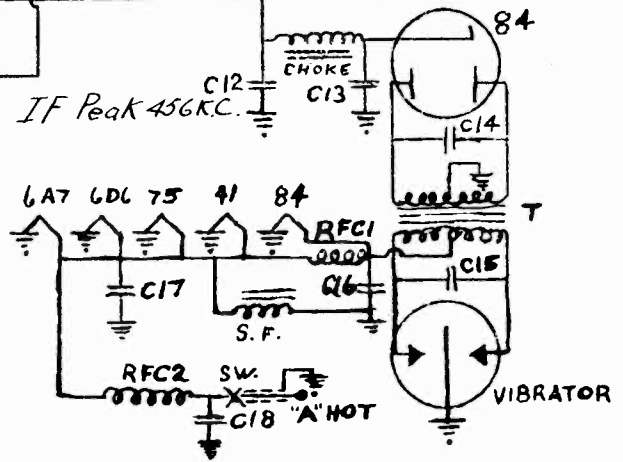 84
CHOKE
C12
C13
IF Peak 456K.C.
C14
6A7 6D6 75 41 84
RFC1
T
C15
C16
C17
S.F.
RFC2
SW.
"A" HOT
C18
VIBRATOR